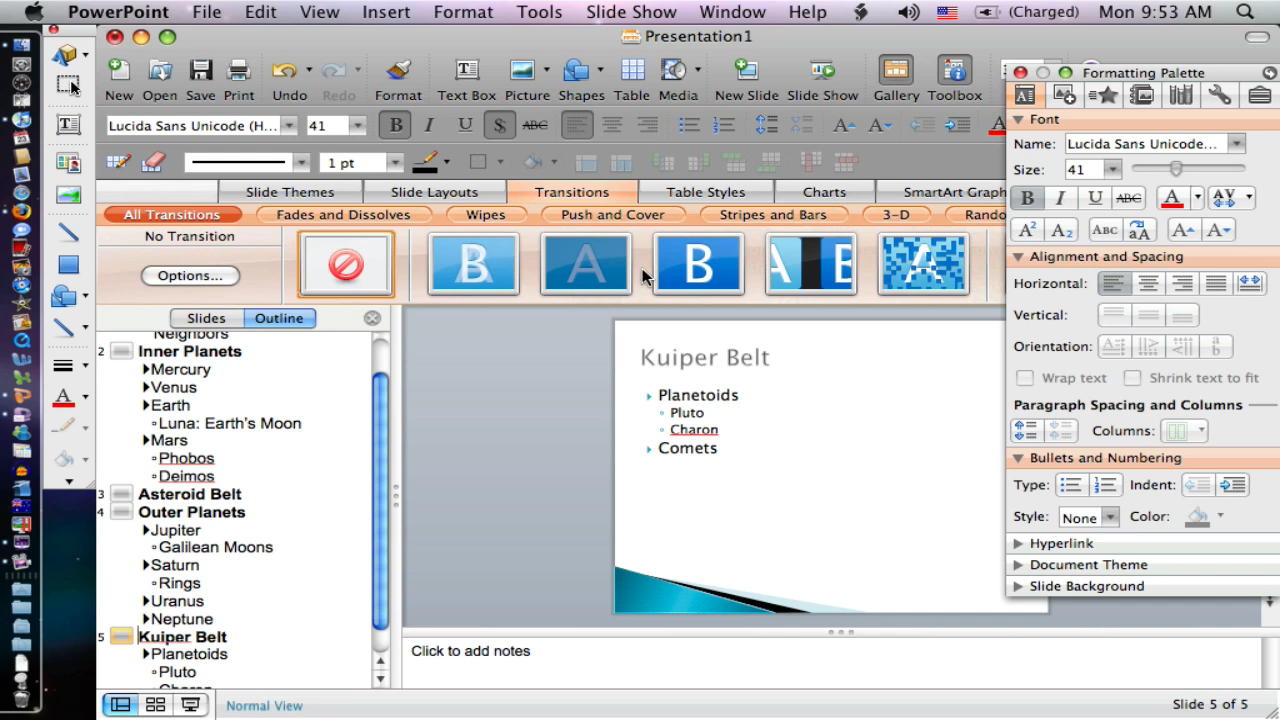 PowerPoint File Edit View Insert Format Tools Slide Show Window Help (Charged) Mon 9:53 AM
Presentation1
New Open Save Print Undo Redo Format Text Box Picture Shapes Table Media New Slide Slide Show Gallery Toolbox
Lucida Sans Unicode (H... 41 B I U S ABC A A A
1 pt
Slide Themes Slide Layouts Transitions Table Styles Charts SmartArt Graph
All Transitions Fades and Dissolves Wipes Push and Cover Stripes and Bars 3-D Rando
No Transition
Options...
B A B A E A
Slides Outline
Neighbors
2 Inner Planets
Mercury
Venus
Earth
Luna: Earth's Moon
Mars
Phobos
Deimos
3 Asteroid Belt
4 Outer Planets
Jupiter
Galilean Moons
Saturn
Rings
Uranus
Neptune
5 Kuiper Belt
Planetoids
Pluto
Kuiper Belt
Planetoids
Pluto
Charon
Comets
Click to add notes
Normal View
Slide 5 of 5
Formatting Palette
Font
Name: Lucida Sans Unicode...
Size: 41
B I U ABC A AV
A2 A2 ABC aA A A
Alignment and Spacing
Horizontal:
Vertical:
Orientation:
Wrap text Shrink text to fit
Paragraph Spacing and Columns
Columns:
Bullets and Numbering
Type: Indent:
Style: None Color:
Hyperlink
Document Theme
Slide Background